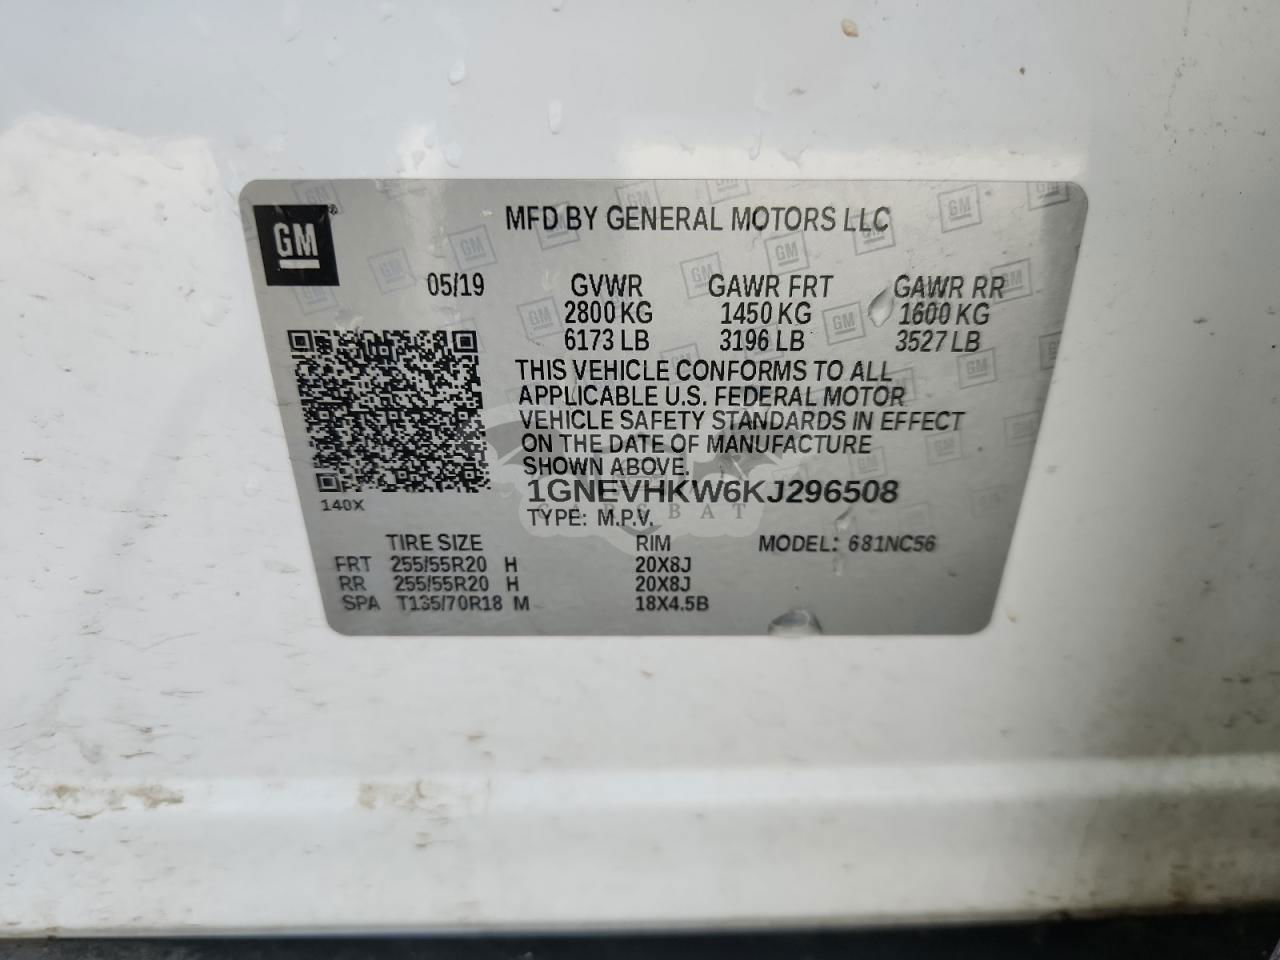 GM
MFD BY GENERAL MOTORS LLC
05/19 GVWR GAWR FRT GAWR RR
2800 KG 1450 KG 1600 KG
6173 LB 3196 LB 3527 LB
THIS VEHICLE CONFORMS TO ALL
APPLICABLE U.S. FEDERAL MOTOR
VEHICLE SAFETY STANDARDS IN EFFECT
ON THE DATE OF MANUFACTURE
SHOWN ABOVE.
1GNEVHKW6KJ296508
140X
CARSBAT
TYPE: M.P.V.
TIRE SIZE RIM MODEL: 681NC56
FRT 255/55R20 H 20X8J
RR 255/55R20 H 20X8J
SPA T135/70R18 M 18X4.5B